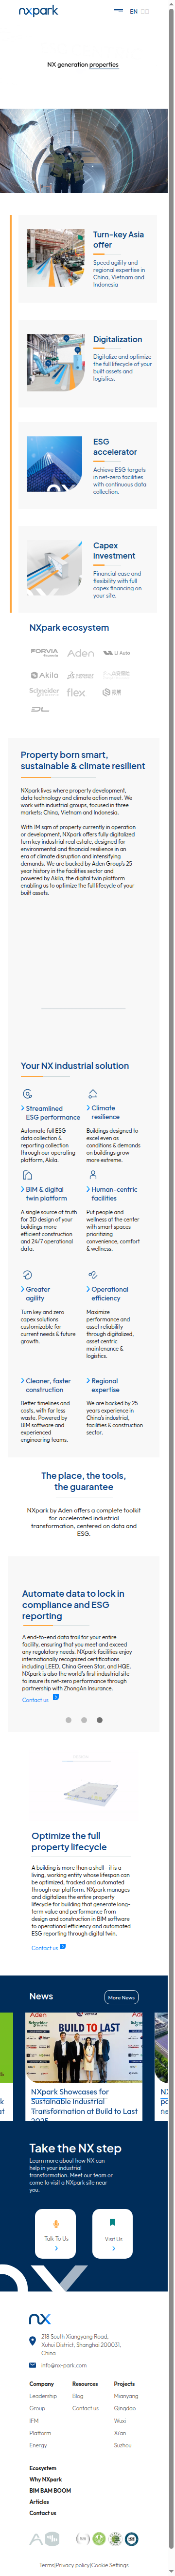 nxpark
EN
NX generation properties
Turn-key Asia
offer
Speed agility and
regional expertise in
China, Vietnam and
Indonesia
Digitalization
Digitalize and optimize
the full lifecycle of your
built assets and
logistics.
ESG
accelerator
Achieve ESG targets
in net-zero facilities
with continuous data
collection.
Capex
investment
Financial ease and
flexibility with full
capex financing on
your site.
NXpark ecosystem
FORVIA
Aden
Li Auto
Akila
Schneider
flex
Property born smart,
sustainable & climate resilient
NXpark lives where property development,
data technology and climate action meet. We
work with industrial groups, focused in three
markets: China, Vietnam and Indonesia.
With 1M sqm of property currently in operation
or development, NXpark offers fully digitalized
turn key industrial real estate, designed for
environmental and financial resilience in an
era of climate disruption and intensifying
demands. We are backed by Aden Group's 25
year history in the facilities sector and
powered by Akila, the digital twin platform
enabling us to optimize the full lifecycle of your
built assets.
Your NX industrial solution
Streamlined
ESG performance
Automate full ESG
data collection &
reporting collection
through our operating
platform, Akila.
Climate
resilience
Buildings designed to
excel even as
conditions & demands
on buildings grow
more extreme.
BIM & digital
twin platform
A single source of truth
for 3D design of your
buildings more
efficient construction
and 24/7 operational
data.
Human-centric
facilities
Put people and
wellness at the center
with smart spaces
prioritizing
convenience, comfort
& wellness.
Greater
agility
Turn key and zero
capex solutions
customizable for
current needs & future
growth.
Operational
efficiency
Maximize
performance and
asset reliability
through digitalized,
asset centric
maintenance &
logistics.
Cleaner, faster
construction
Better timelines and
costs, with far less
waste. Powered by
BIM software and
experienced
engineering teams.
Regional
expertise
We are backed by 25
years experience in
China's industrial,
facilities & construction
sector.
The place, the tools,
the guarantee
NXpark by Aden offers a complete toolkit
for accelerated industrial
transformation, centered on data and
ESG.
Automate data to lock in
compliance and ESG
reporting
A end-to-end data trail for your entire
facility, ensuring that you meet and exceed
any regulatory needs. NXpark facilities enjoy
internationally recognized certifications
including LEED, China Green Star, and HQE.
NXpark is also the world's first industrial site
to insure its net-zero performance through
partnership with ZhongAn Insurance.
Contact us
Optimize the full
property lifecycle
A building is more than a shell - it is a
living, working entity whose lifespan can
be optimized, tracked and automated
through our platform. NXpark manages
and digitalizes the entire property
lifecycle for building that generate long-
term value and performance from
design and construction in BIM software
to operational efficiency and automated
ESG reporting through digital twin.
Contact us
News
More News
Aden
BUILD TO LAST
NXpark Showcases for
Sustainable Industrial
Transformation at Build to Last
2025
Take the NX step
Learn more about how NX can
help in your industrial
transformation. Meet our team or
come to visit a NXpark site near
you.
Talk To Us
Visit Us
nx
218 South Xiangyang Road,
Xuhui District, Shanghai 200031,
China
info@nx-park.com
Company
Leadership
Group
IFM
Platform
Energy
Resources
Blog
Contact us
Projects
Mianyang
Qingdao
Wuxi
Xi'an
Suzhou
Ecosystem
Why NXpark
BIM BAM BOOM
Articles
Contact us
Terms|Privacy policy|Cookie Settings